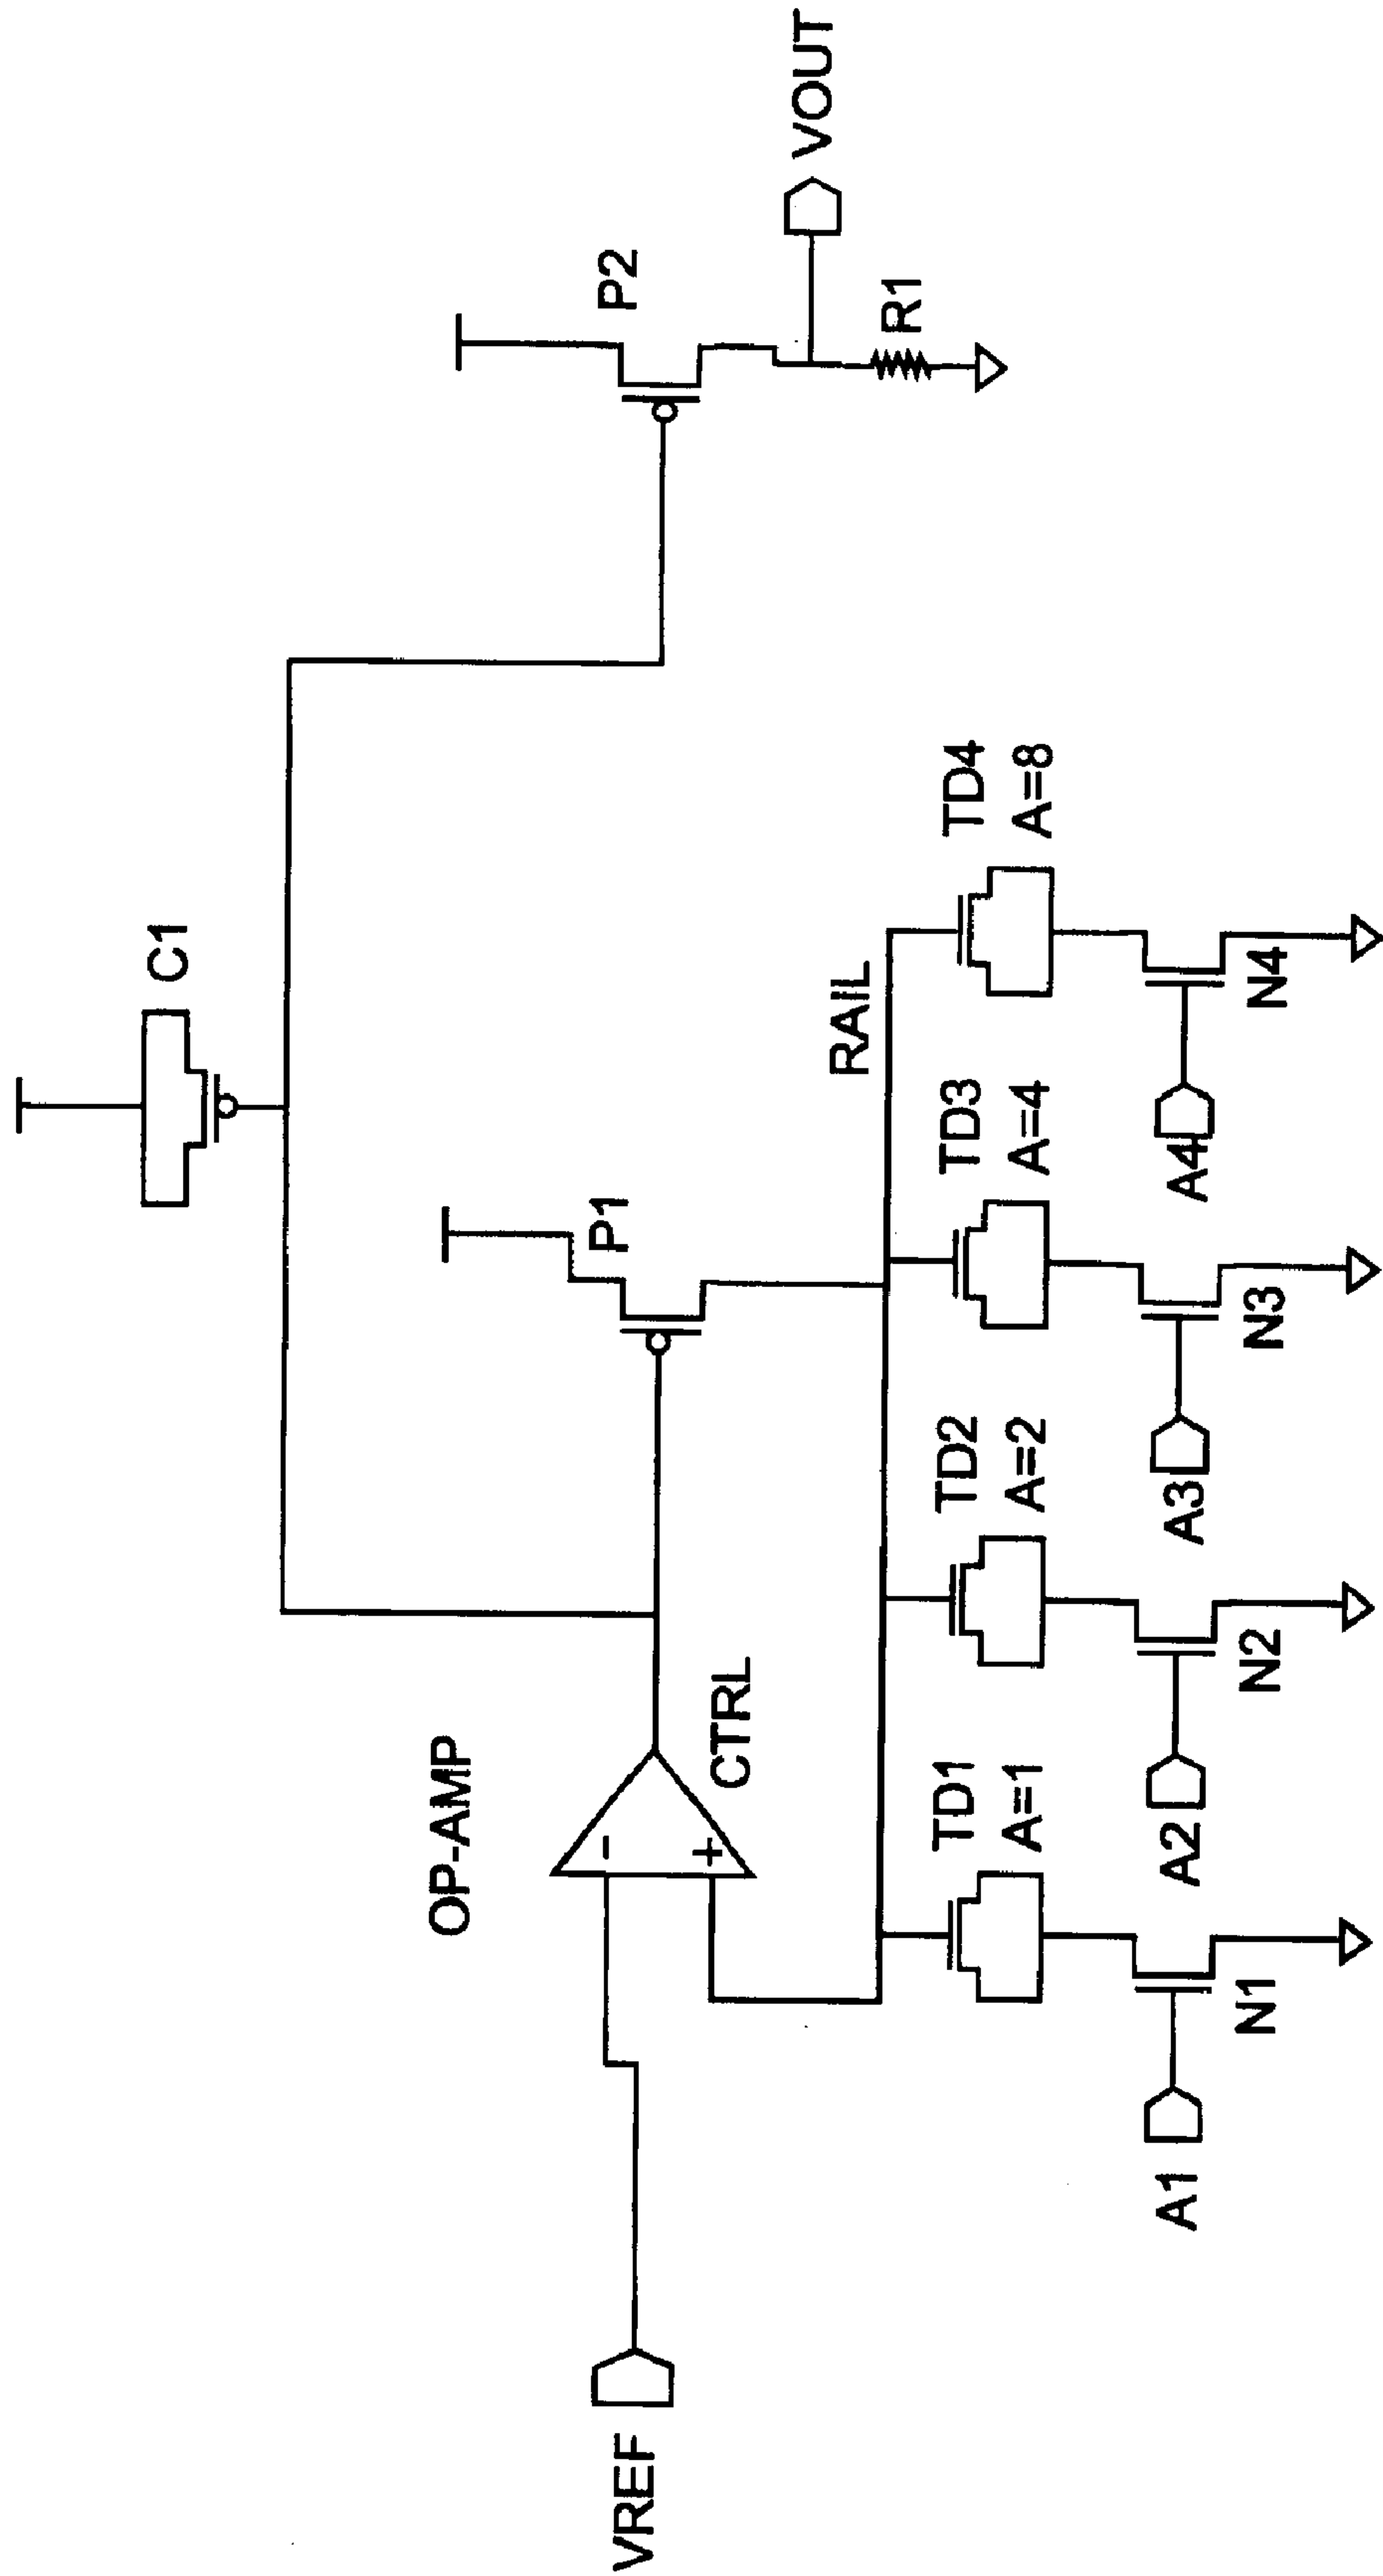 C1
P2
VOUT
R1
OP-AMP
-
+
CTRL
P1
VREF
RAIL
TD1
A=1
TD2
A=2
TD3
A=4
TD4
A=8
A1
N1
A2
N2
A3
N3
A4
N4